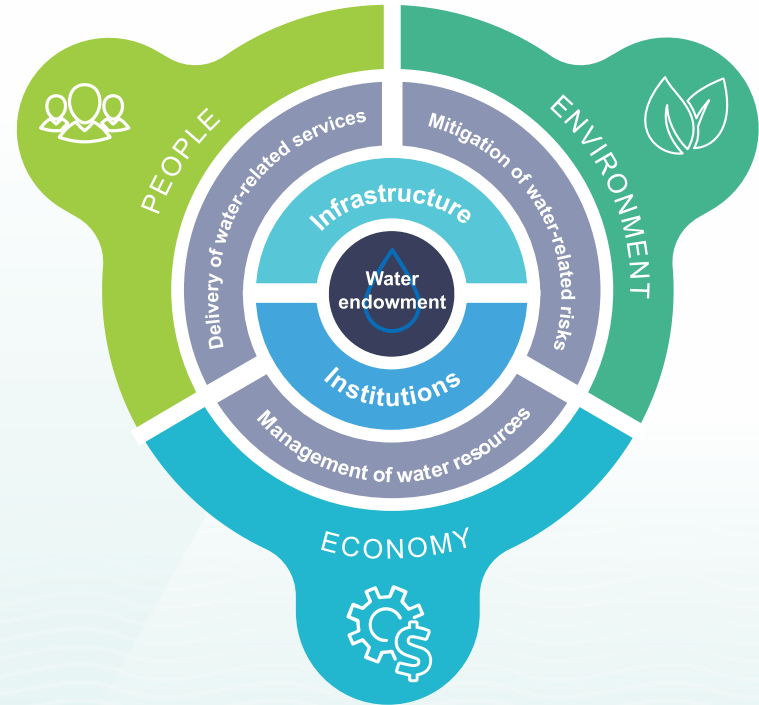 PEOPLE
ENVIRONMENT
Delivery of water-related services
Mitigation of water-related risks
Infrastructure
Water
endowment
Institutions
Management of water resources
ECONOMY